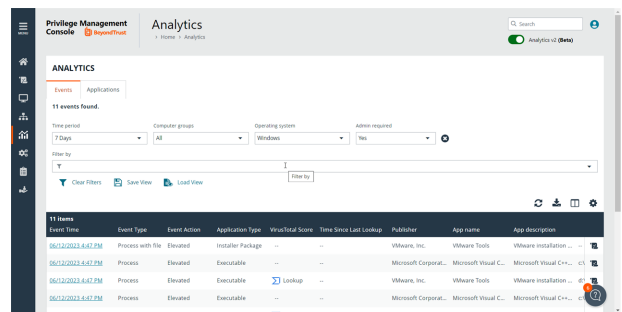 MENU
Privilege Management
Console BeyondTrust
Analytics
> Home > Analytics
Search
Analytics v2 (Beta)
ANALYTICS
Events Applications
11 events found.
Time period Computer groups Operating system Admin required
7 Days All Windows Yes
Filter by
Filter by
Clear Filters Save View Load View
11 items
Event Time Event Type Event Action Application Type VirusTotal Score Time Since Last Lookup Publisher App name App description
06/12/2023 4:47 PM Process with file Elevated Installer Package -- -- VMware, Inc. VMware Tools VMware installation ... --
06/12/2023 4:47 PM Process Elevated Executable -- -- Microsoft Corporat... Microsoft Visual C... Microsoft Visual C++... c:\
06/12/2023 4:47 PM Process Elevated Executable Lookup -- VMware, Inc. VMware Tools VMware installation ... d:\
06/12/2023 4:47 PM Process Elevated Executable -- -- Microsoft Corporat... Microsoft Visual C... Microsoft Visual C++... c:\